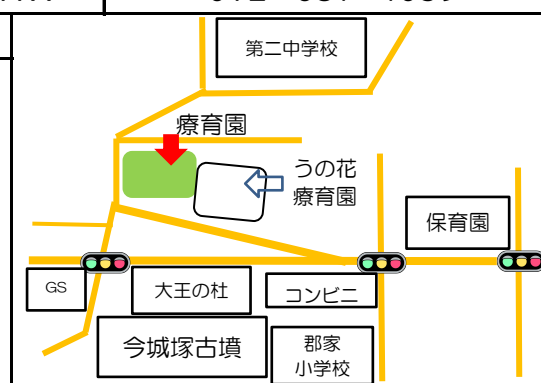 第二中学校
療育園
うの花
療育園
保育園
GS
大王の杜
コンビニ
今城塚古墳
郡家
小学校